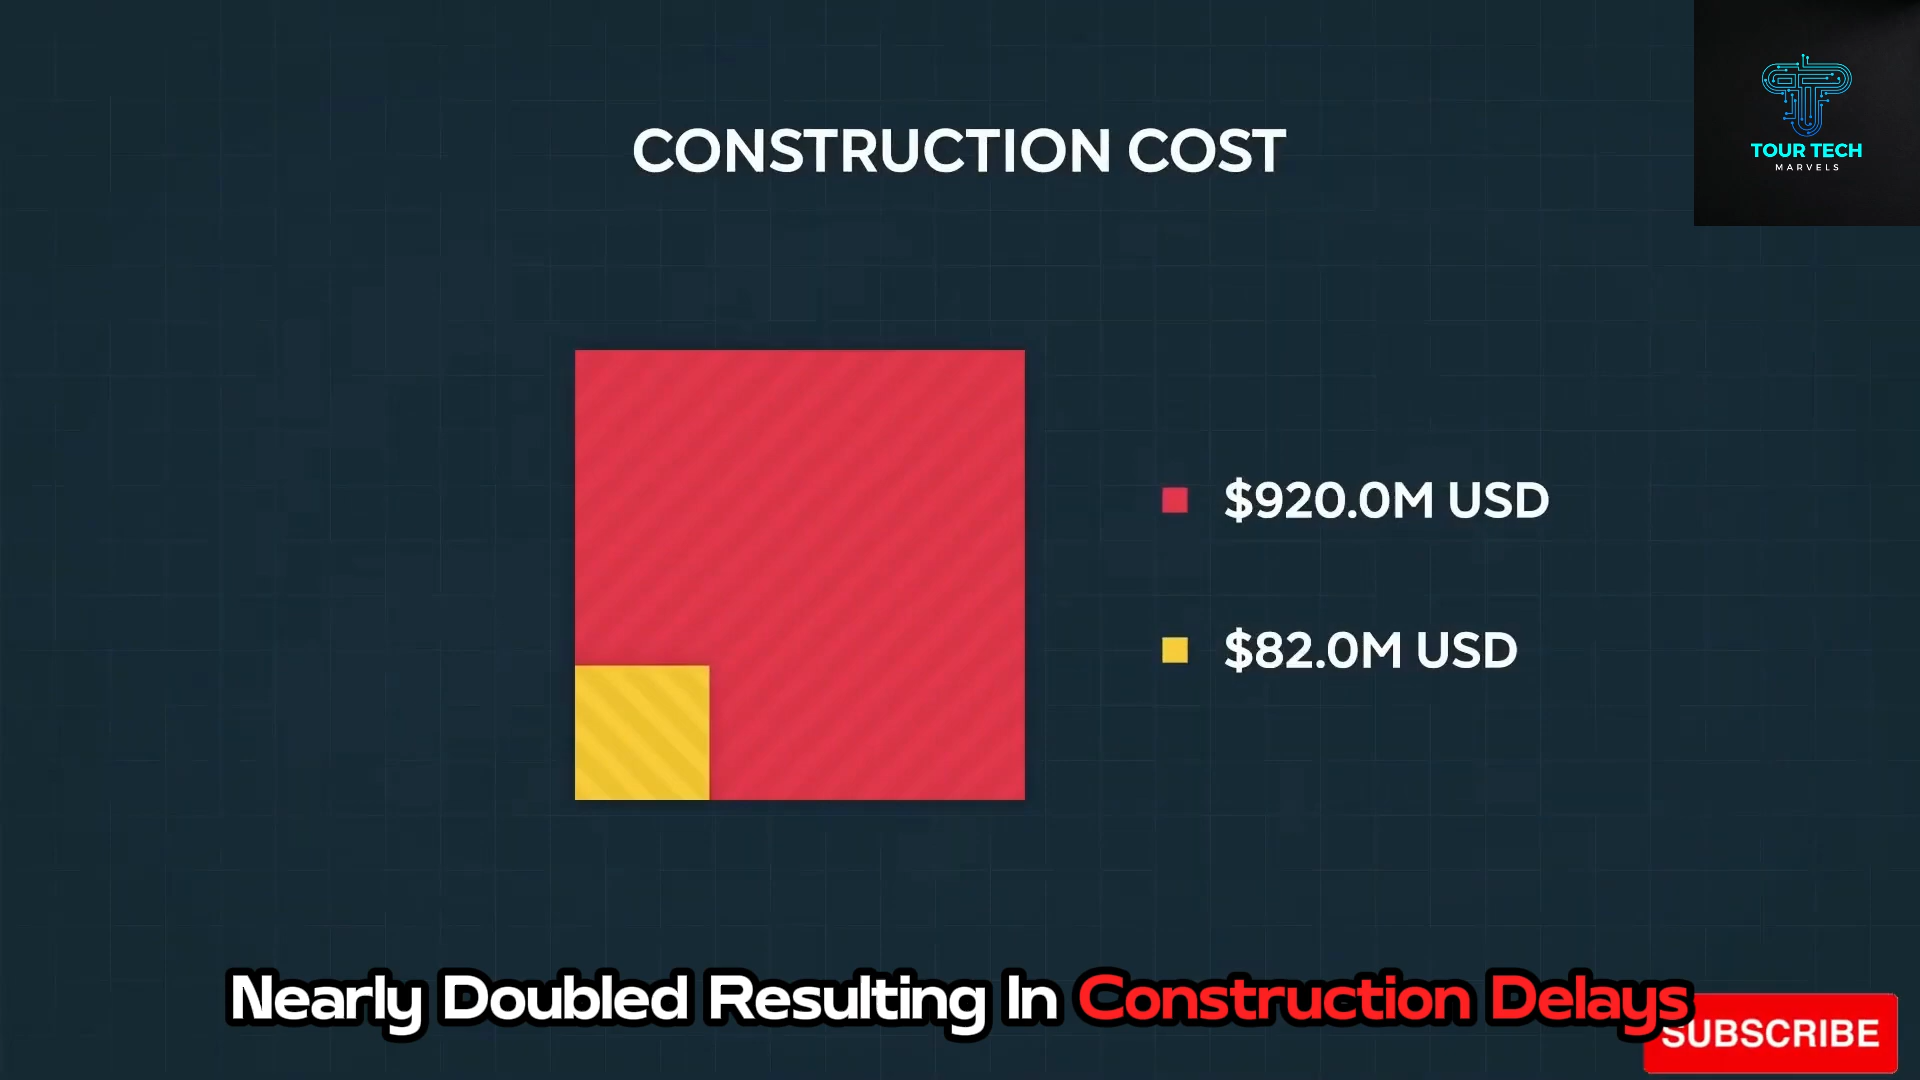 TOUR TECH
MARVELS
CONSTRUCTION COST
$920.0M USD
$82.0M USD
Nearly Doubled Resulting In Construction Delays
SUBSCRIBE